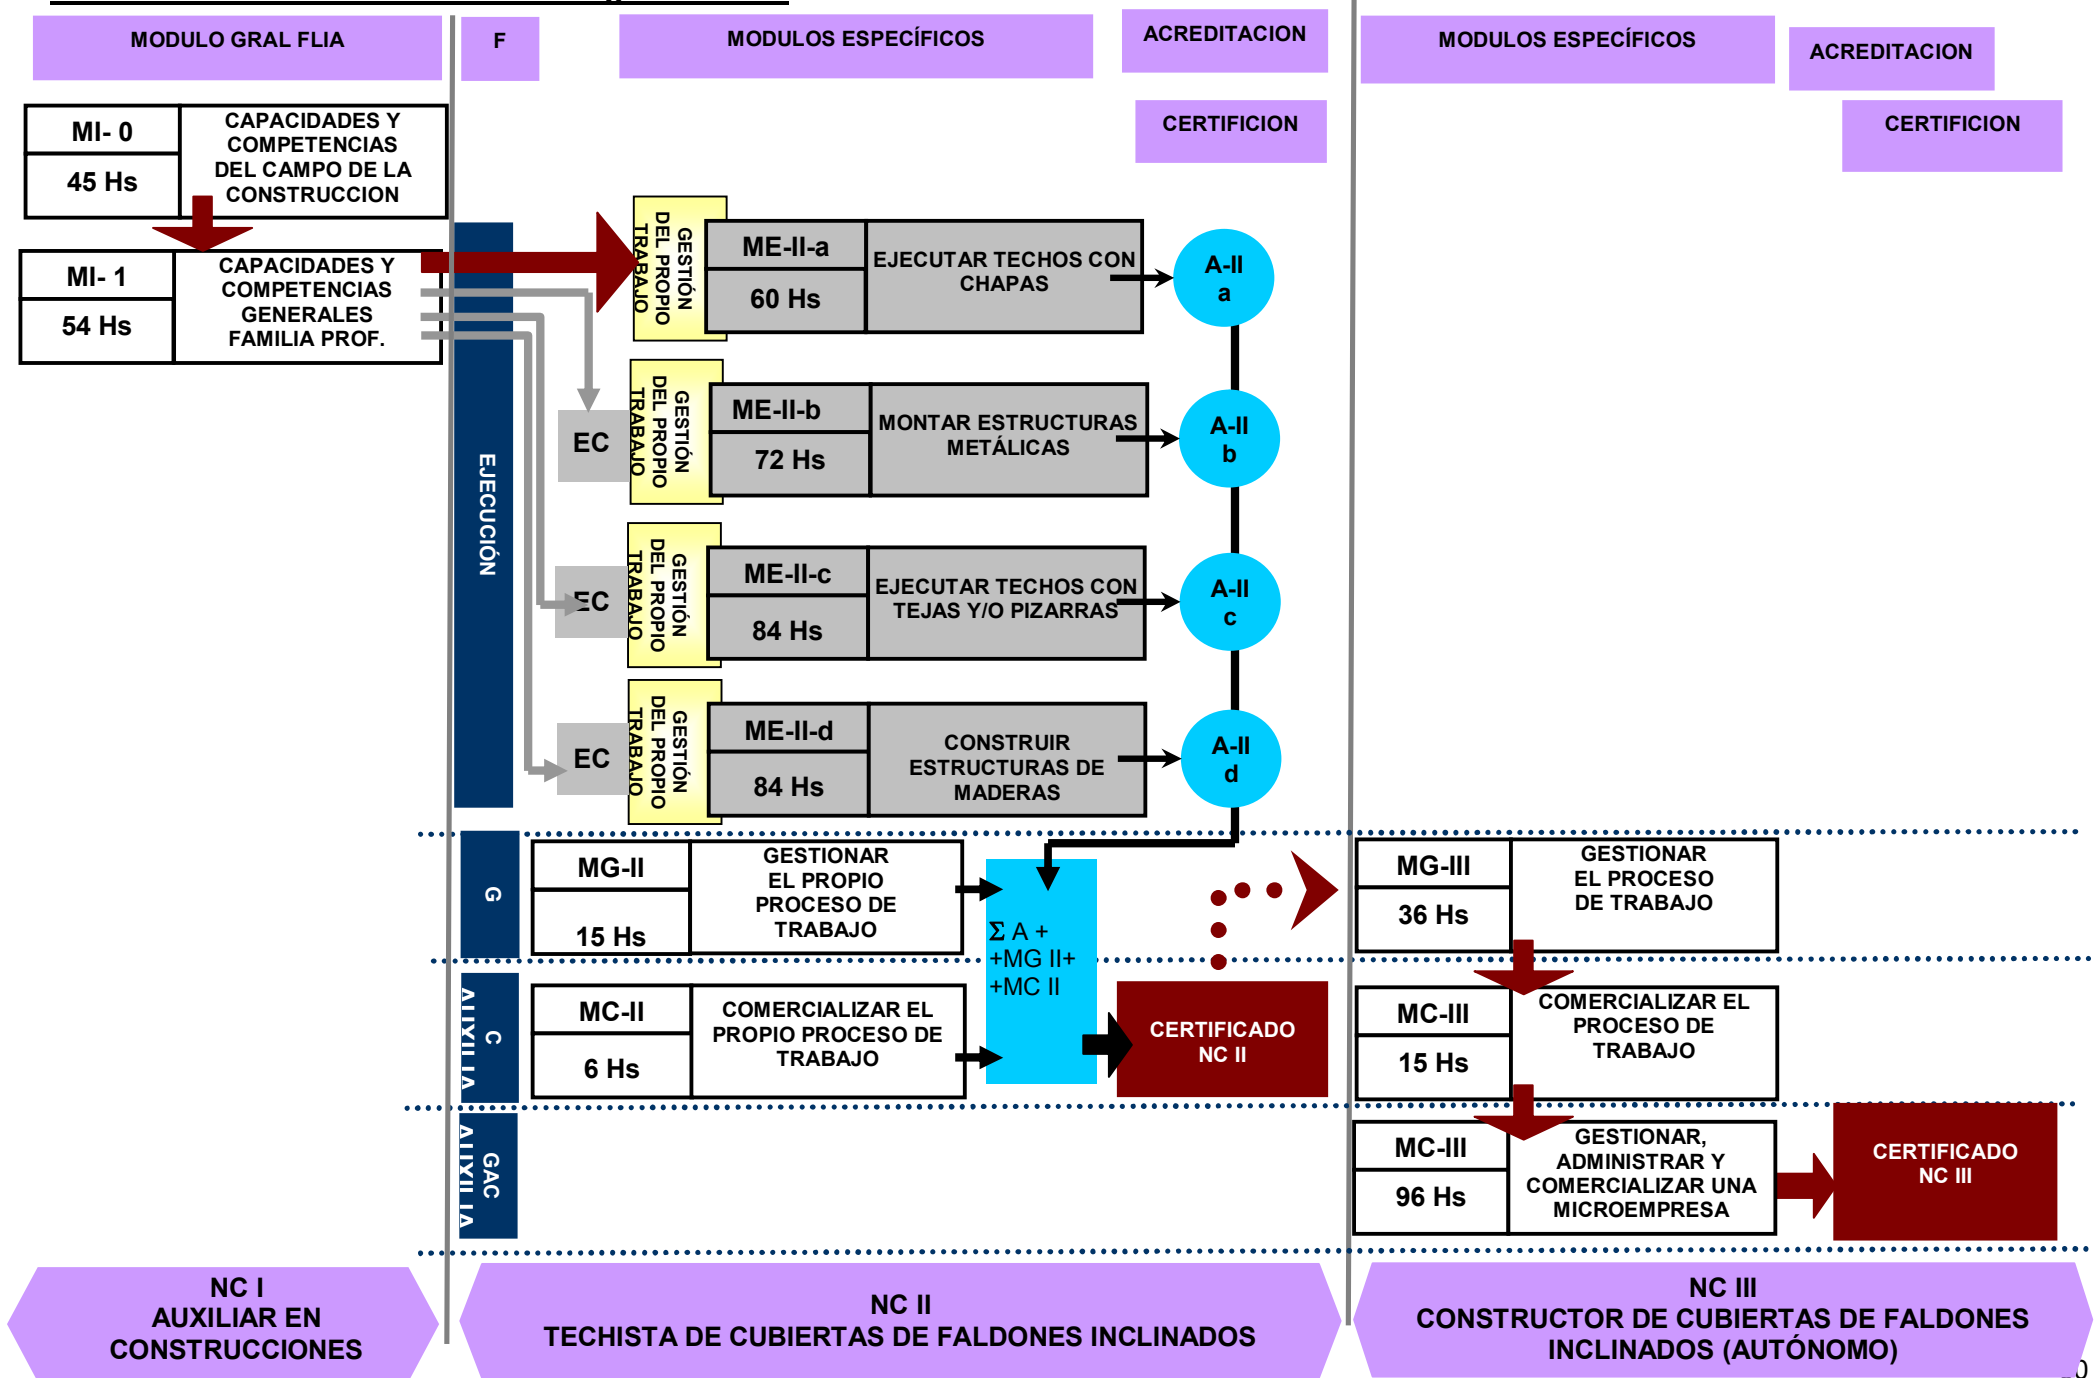 MODULO GRAL FLIA
F
MODULOS ESPECÍFICOS
ACREDITACION
CERTIFICION
MODULOS ESPECÍFICOS
ACREDITACION
CERTIFICION
MI- 0
45 Hs
CAPACIDADES Y
COMPETENCIAS
DEL CAMPO DE LA
CONSTRUCCION
MI- 1
54 Hs
CAPACIDADES Y
COMPETENCIAS
GENERALES
FAMILIA PROF.
EJECUCIÓN
GESTIÓN
DEL PROPIO
TRABAJO
ME-II-a
60 Hs
EJECUTAR TECHOS CON
CHAPAS
A-II
a
EC
GESTIÓN
DEL PROPIO
TRABAJO
ME-II-b
72 Hs
MONTAR ESTRUCTURAS
METÁLICAS
A-II
b
EC
GESTIÓN
DEL PROPIO
TRABAJO
ME-II-c
84 Hs
EJECUTAR TECHOS CON
TEJAS Y/O PIZARRAS
A-II
c
EC
GESTIÓN
DEL PROPIO
TRABAJO
ME-II-d
84 Hs
CONSTRUIR
ESTRUCTURAS DE
MADERAS
A-II
d
G
MG-II
15 Hs
GESTIONAR
EL PROPIO
PROCESO DE
TRABAJO
Σ A +
+MG II+
+MC II
MG-III
36 Hs
GESTIONAR
EL PROCESO
DE TRABAJO
C
MC-II
6 Hs
COMERCIALIZAR EL
PROPIO PROCESO DE
TRABAJO
CERTIFICADO
NC II
MC-III
15 Hs
COMERCIALIZAR EL
PROCESO DE
TRABAJO
GAC
MC-III
96 Hs
GESTIONAR,
ADMINISTRAR Y
COMERCIALIZAR UNA
MICROEMPRESA
CERTIFICADO
NC III
NC I
AUXILIAR EN
CONSTRUCCIONES
NC II
TECHISTA DE CUBIERTAS DE FALDONES INCLINADOS
NC III
CONSTRUCTOR DE CUBIERTAS DE FALDONES
INCLINADOS (AUTÓNOMO)